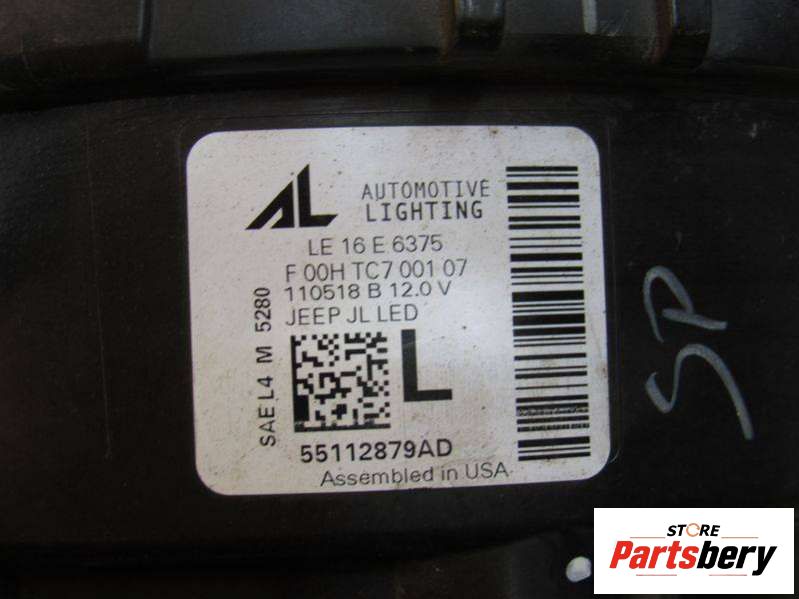 AL AUTOMOTIVE
LIGHTING
LE 16 E 6375
F 00H TC7 001 07
110518 B 12.0 V
JEEP JL LED
SAE L4 M 5280
L
55112879AD
Assembled in USA
SP
STORE
Partsbery